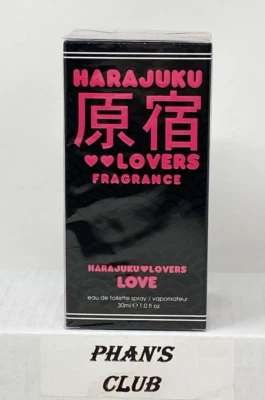 HARAJUKU
原宿
♥♥LOVERS
FRAGRANCE
HARAJUKU♥LOVERS
LOVE
eau de toilette spray / vaporisateur
30ml e 1.0 fl oz
PHAN'S
CLUB